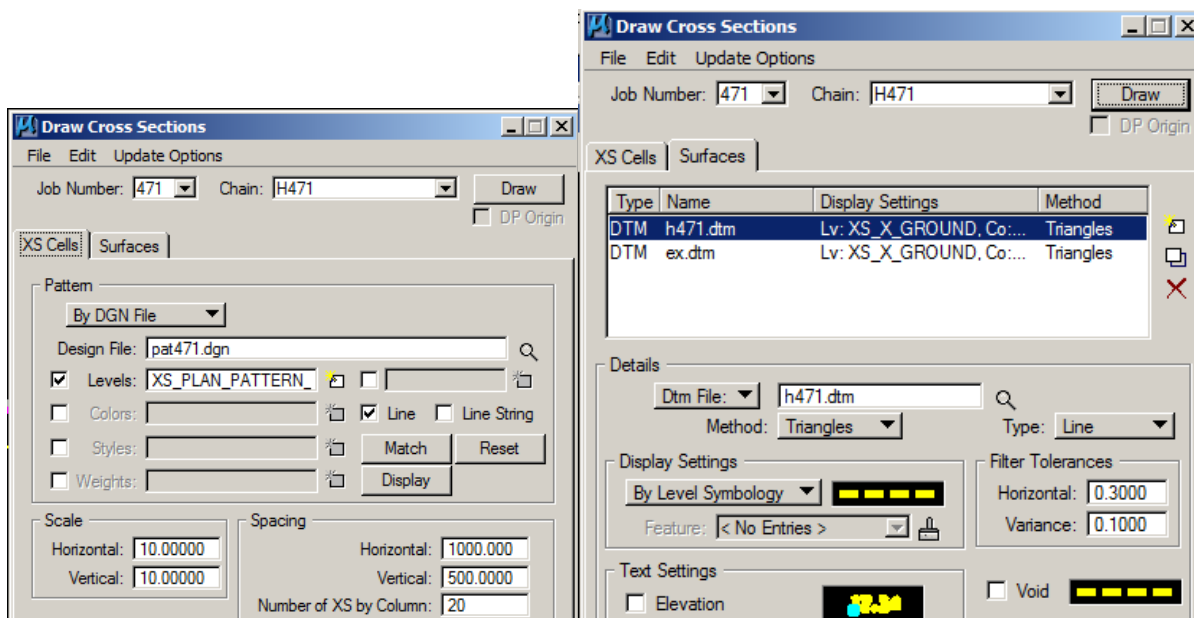 Draw Cross Sections
File Edit Update Options
Job Number: 471 Chain: H471 Draw
DP Origin
XS Cells Surfaces
Pattern
By DGN File
Design File: pat471.dgn
Levels: XS_PLAN_PATTERN_
Colors: Line Line String
Styles: Match Reset
Weights: Display
Scale Spacing
Horizontal: 10.00000 Horizontal: 1000.000
Vertical: 10.00000 Vertical: 500.0000
Number of XS by Column: 20
Draw Cross Sections
File Edit Update Options
Job Number: 471 Chain: H471 Draw
DP Origin
XS Cells Surfaces
Type Name Display Settings Method
DTM h471.dtm Lv: XS_X_GROUND, Co:... Triangles
DTM ex.dtm Lv: XS_X_GROUND, Co:... Triangles
Details
Dtm File: h471.dtm
Method: Triangles Type: Line
Display Settings Filter Tolerances
By Level Symbology Horizontal: 0.3000
Feature: < No Entries > Variance: 0.1000
Text Settings
Elevation Void